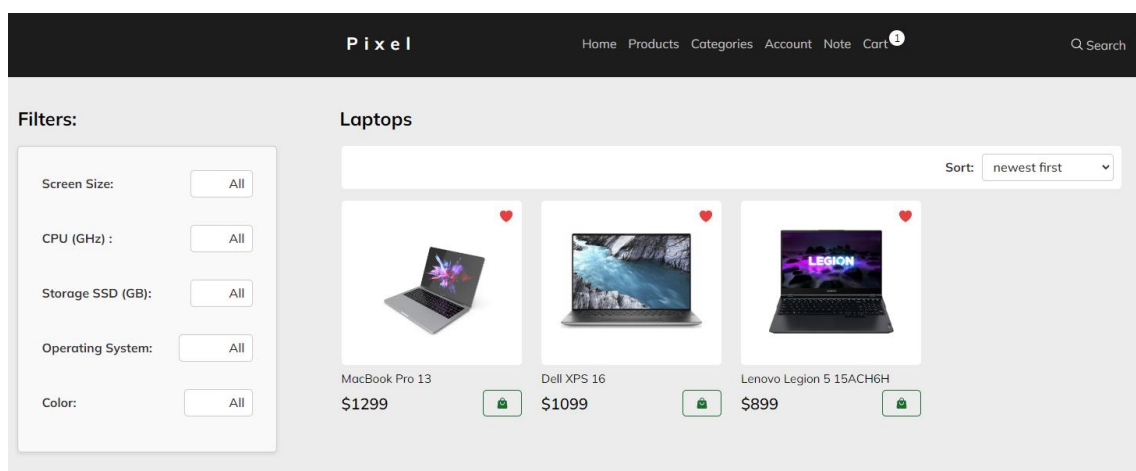 Pixel
Home Products Categories Account Note Cart 1
Search
Filters:
Screen Size: All
CPU (GHz) : All
Storage SSD (GB): All
Operating System: All
Color: All
Laptops
Sort: newest first
LEGION
MacBook Pro 13
$1299
Dell XPS 16
$1099
Lenovo Legion 5 15ACH6H
$899